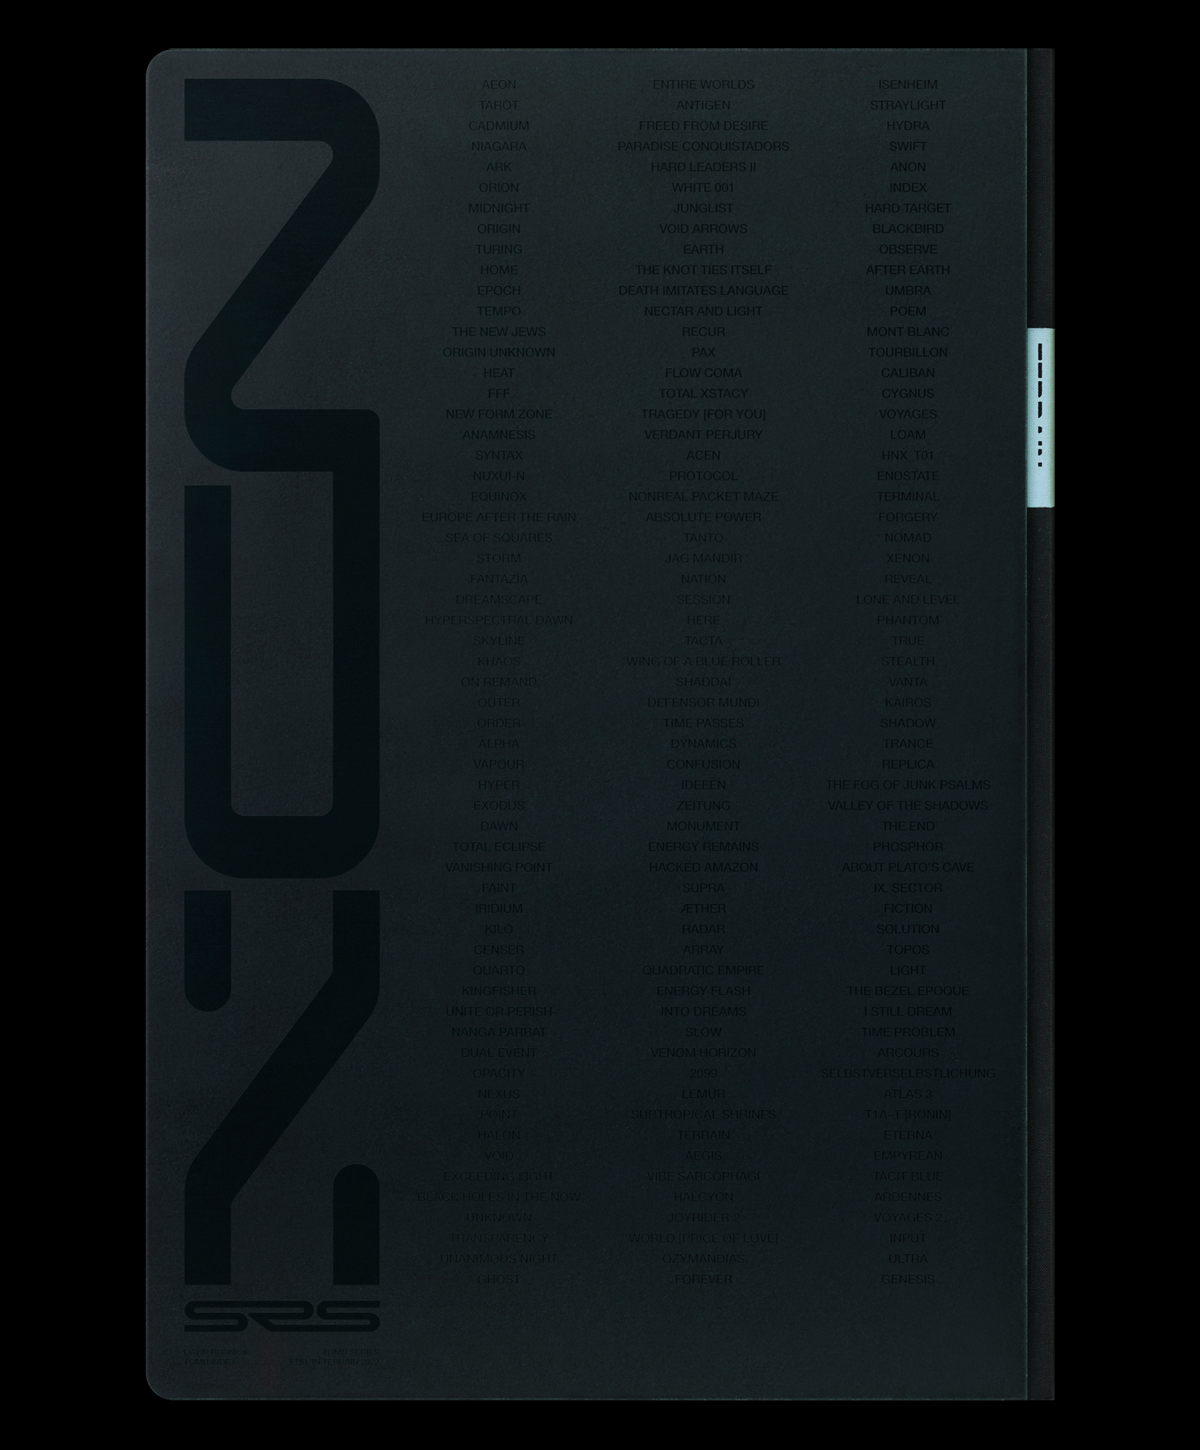 AEON
TAROT
CADMIUM
NIAGARA
ARK
ORION
MIDNIGHT
ORIGIN
TURING
HOME
EPOCH
TEMPO
THE NEW JEWS
ORIGIN UNKNOWN
HEAT
FFF
NEW FORM ZONE
ANAMNESIS
SYNTAX
NUXUI-N
EQUINOX
EUROPE AFTER THE RAIN
SEA OF SQUARES
STORM
FANTAZIA
DREAMSCAPE
HYPERSPECTRAL DAWN
SKYLINE
KHAOS
ON REMAND
OUTER
ORDER
ALPHA
VAPOUR
HYPER
EXODUS
DAWN
TOTAL ECLIPSE
VANISHING POINT
FAINT
IRIDIUM
KILO
CENSER
QUARTO
KINGFISHER
UNITE OR PERISH
NANGA PARBAT
DUAL EVENT
OPACITY
NEXUS
POINT
HALON
VOID
EXCEEDING LIGHT
BLACK HOLES IN THE NOW
UNKNOWN
TRANSPARENCY
UNANIMOUS NIGHT
GHOST
ENTIRE WORLDS
ANTIGEN
FREED FROM DESIRE
PARADISE CONQUISTADORS
HARD LEADERS II
WHITE 001
JUNGLIST
VOID ARROWS
EARTH
THE KNOT TIES ITSELF
DEATH IMITATES LANGUAGE
NECTAR AND LIGHT
RECUR
PAX
FLOW COMA
TOTAL XSTACY
TRAGEDY [FOR YOU]
VERDANT PERJURY
ACEN
PROTOCOL
NONREAL PACKET MAZE
ABSOLUTE POWER
TANTO
JAG MANDIR
NATION
SESSION
HERE
TACTA
WING OF A BLUE ROLLER
SHADDAI
DEFENSOR MUNDI
TIME PASSES
DYNAMICS
CONFUSION
IDEEEN
ZEITUNG
MONUMENT
ENERGY REMAINS
HACKED AMAZON
SUPRA
ÆTHER
RADAR
ARRAY
QUADRATIC EMPIRE
ENERGY FLASH
INTO DREAMS
SLOW
VENOM HORIZON
2099
LEMUR
SUBTROPICAL SHRINES
TERRAIN
AEGIS
VIBE SARCOPHAGE
HALCYON
JOYRIDER
WORLD [PRICE OF LOVE]
OZYMANDIAS
FOREVER
ISENHEIM
STRAYLIGHT
HYDRA
SWIFT
ANON
INDEX
HARD TARGET
BLACKBIRD
OBSERVE
AFTER EARTH
UMBRA
POEM
MONT BLANC
TOURBILLON
CALIBAN
CYGNUS
VOYAGES
LOAM
HNX_T01
ENDSTATE
TERMINAL
FORGERY
NOMAD
XENON
REVEAL
LONE AND LEVEL
PHANTOM
TRUE
STEALTH
VANTA
KAIROS
SHADOW
TRANCE
REPLICA
THE FOG OF JUNK PSALMS
VALLEY OF THE SHADOWS
THE END
PHOSPHOR
ABOUT PLATO'S CAVE
IX. SECTOR
FICTION
SOLUTION
TOPOS
LIGHT
THE BEZEL EPOQUE
I STILL DREAM
TIME PROBLEM
ARCOURS
SELBSTVERSELBSTLICHUNG
ATLAS 3
T1A-1 [RONIN]
ETERNA
EMPYREAN
TACIT BLUE
ARDENNES
VOYAGES 2
INPUT
ULTRA
GENESIS
SRS